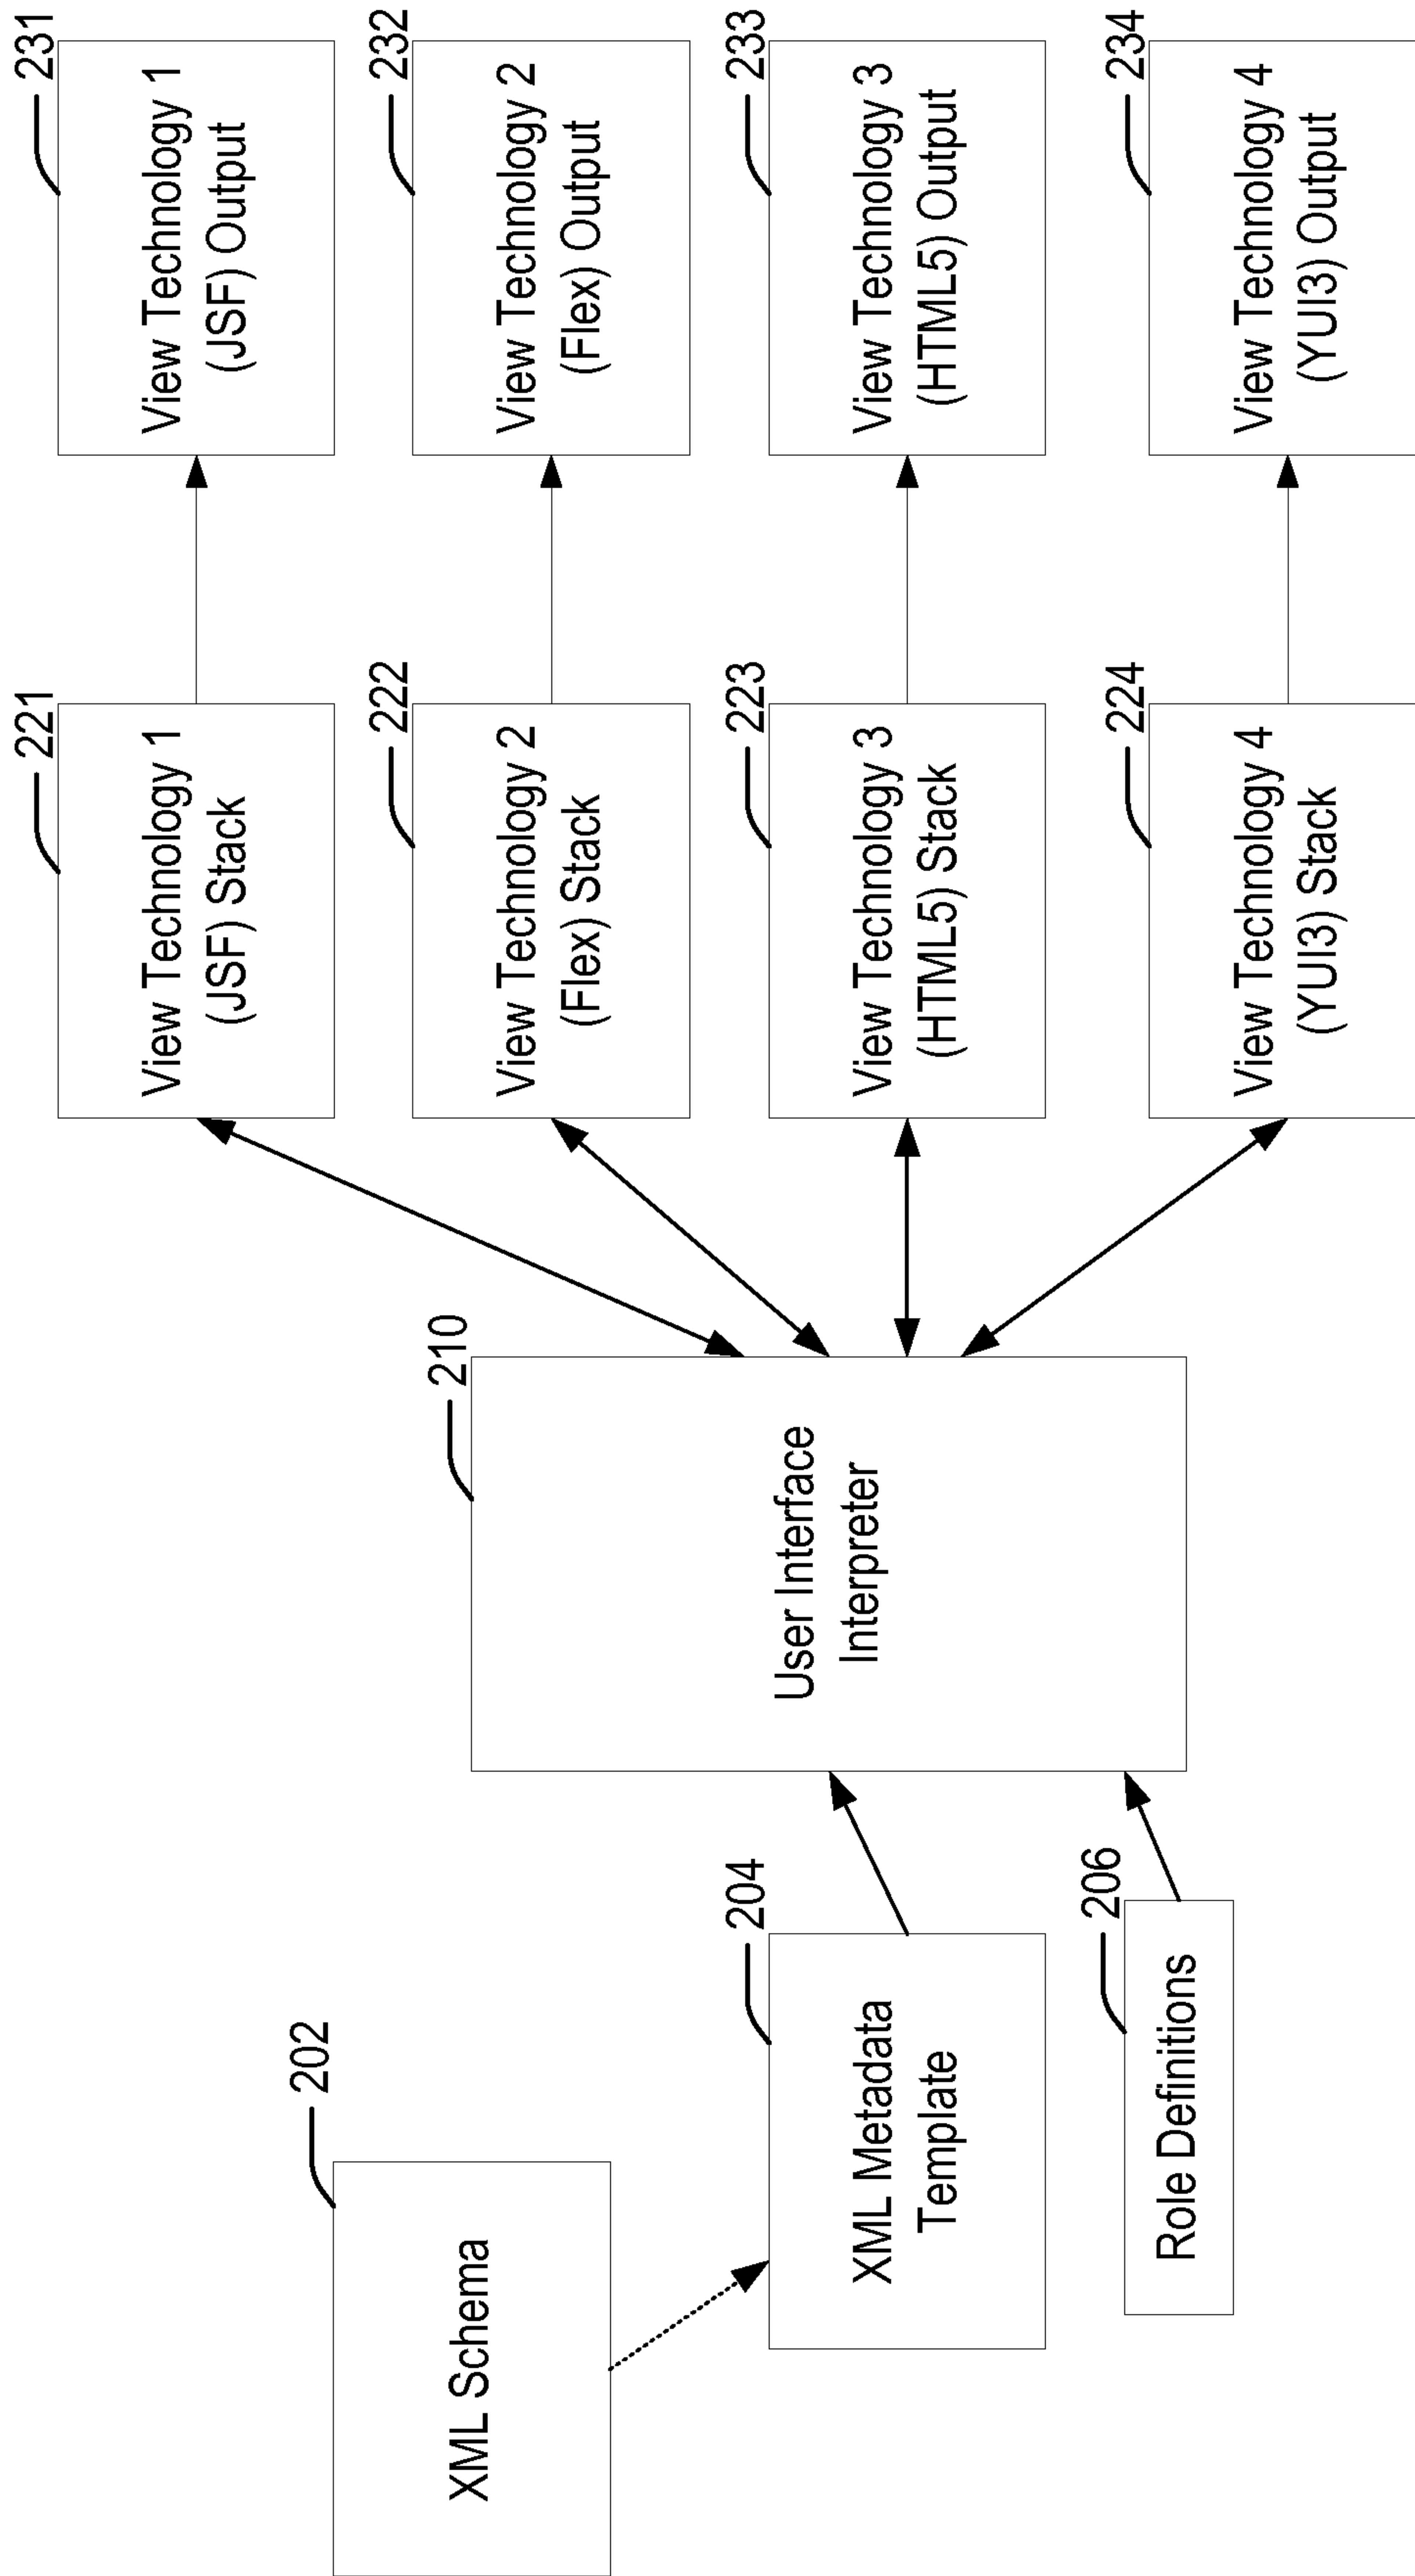 202
XML Schema
204
XML Metadata
Template
206
Role Definitions
210
User Interface
Interpreter
221
View Technology 1
(JSF) Stack
222
View Technology 2
(Flex) Stack
223
View Technology 3
(HTML5) Stack
224
View Technology 4
(YUI3) Stack
231
View Technology 1
(JSF) Output
232
View Technology 2
(Flex) Output
233
View Technology 3
(HTML5) Output
234
View Technology 4
(YUI3) Output